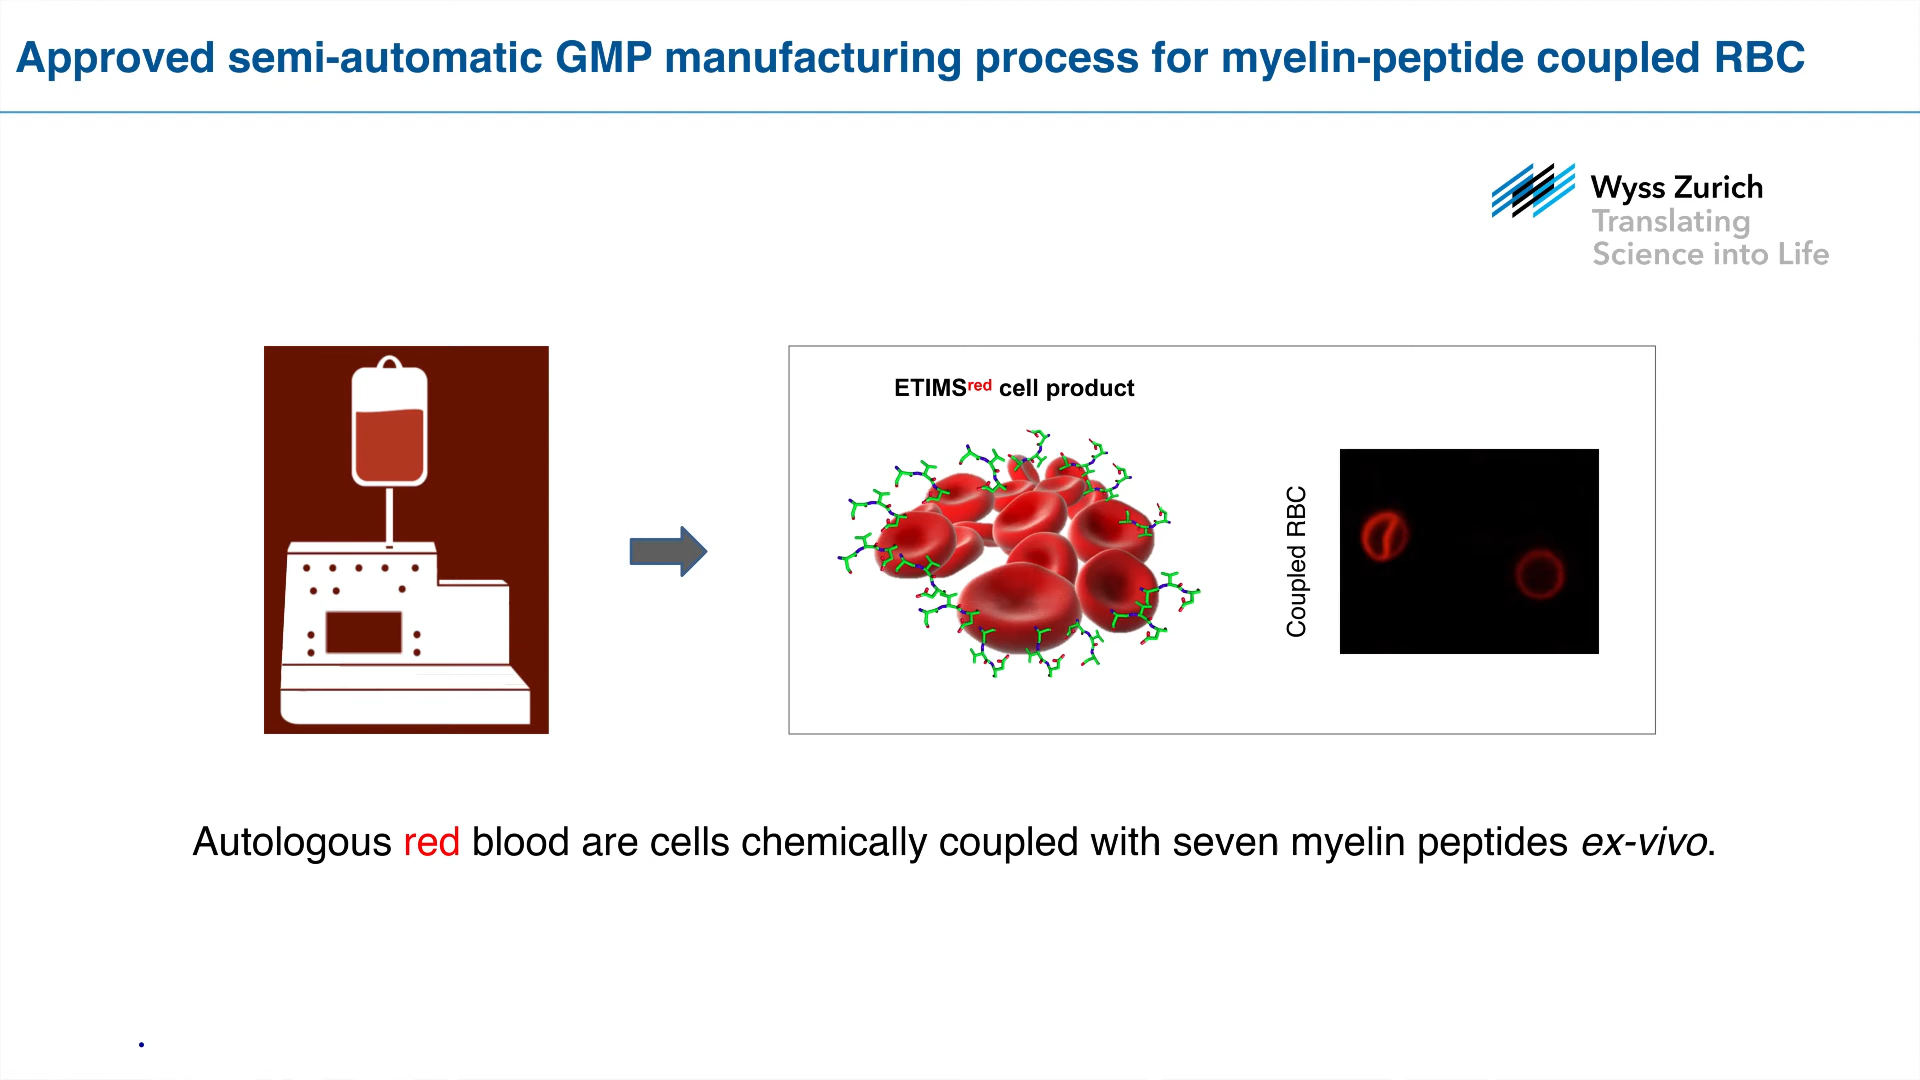 Approved semi-automatic GMP manufacturing process for myelin-peptide coupled RBC
Wyss Zurich
Translating
Science into Life
ETIMSred cell product
Coupled RBC
Autologous red blood are cells chemically coupled with seven myelin peptides ex-vivo.